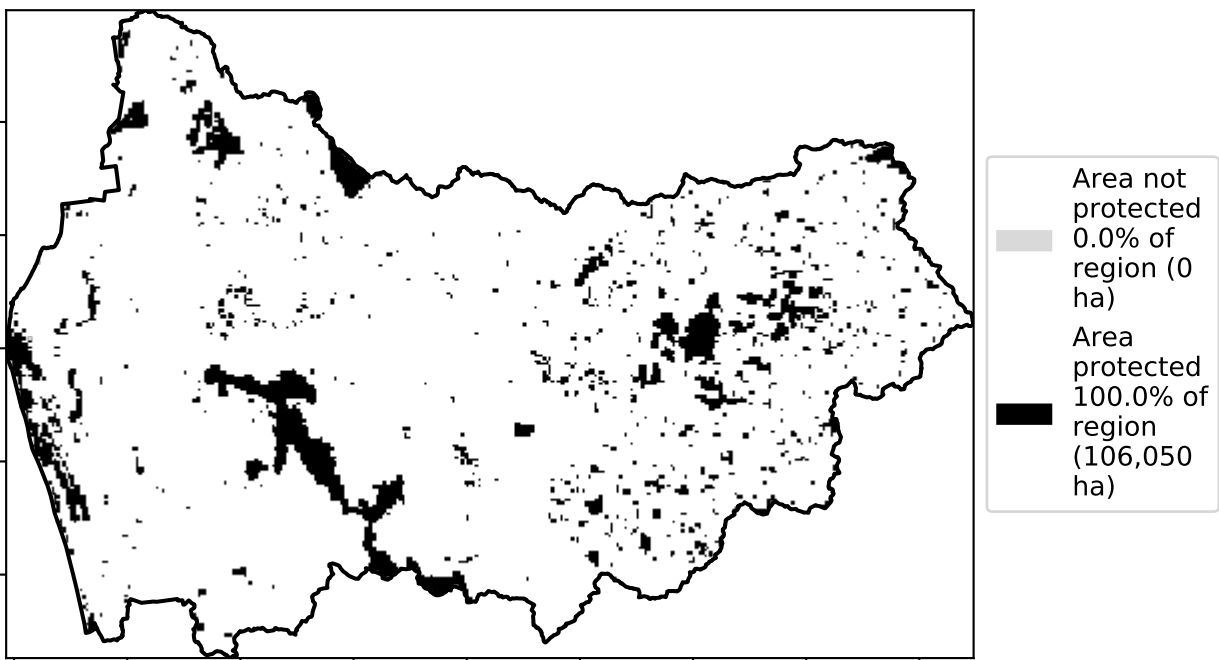 Area not
protected
0.0% of
region (0
ha)
Area
protected
100.0% of
region
(106,050
ha)